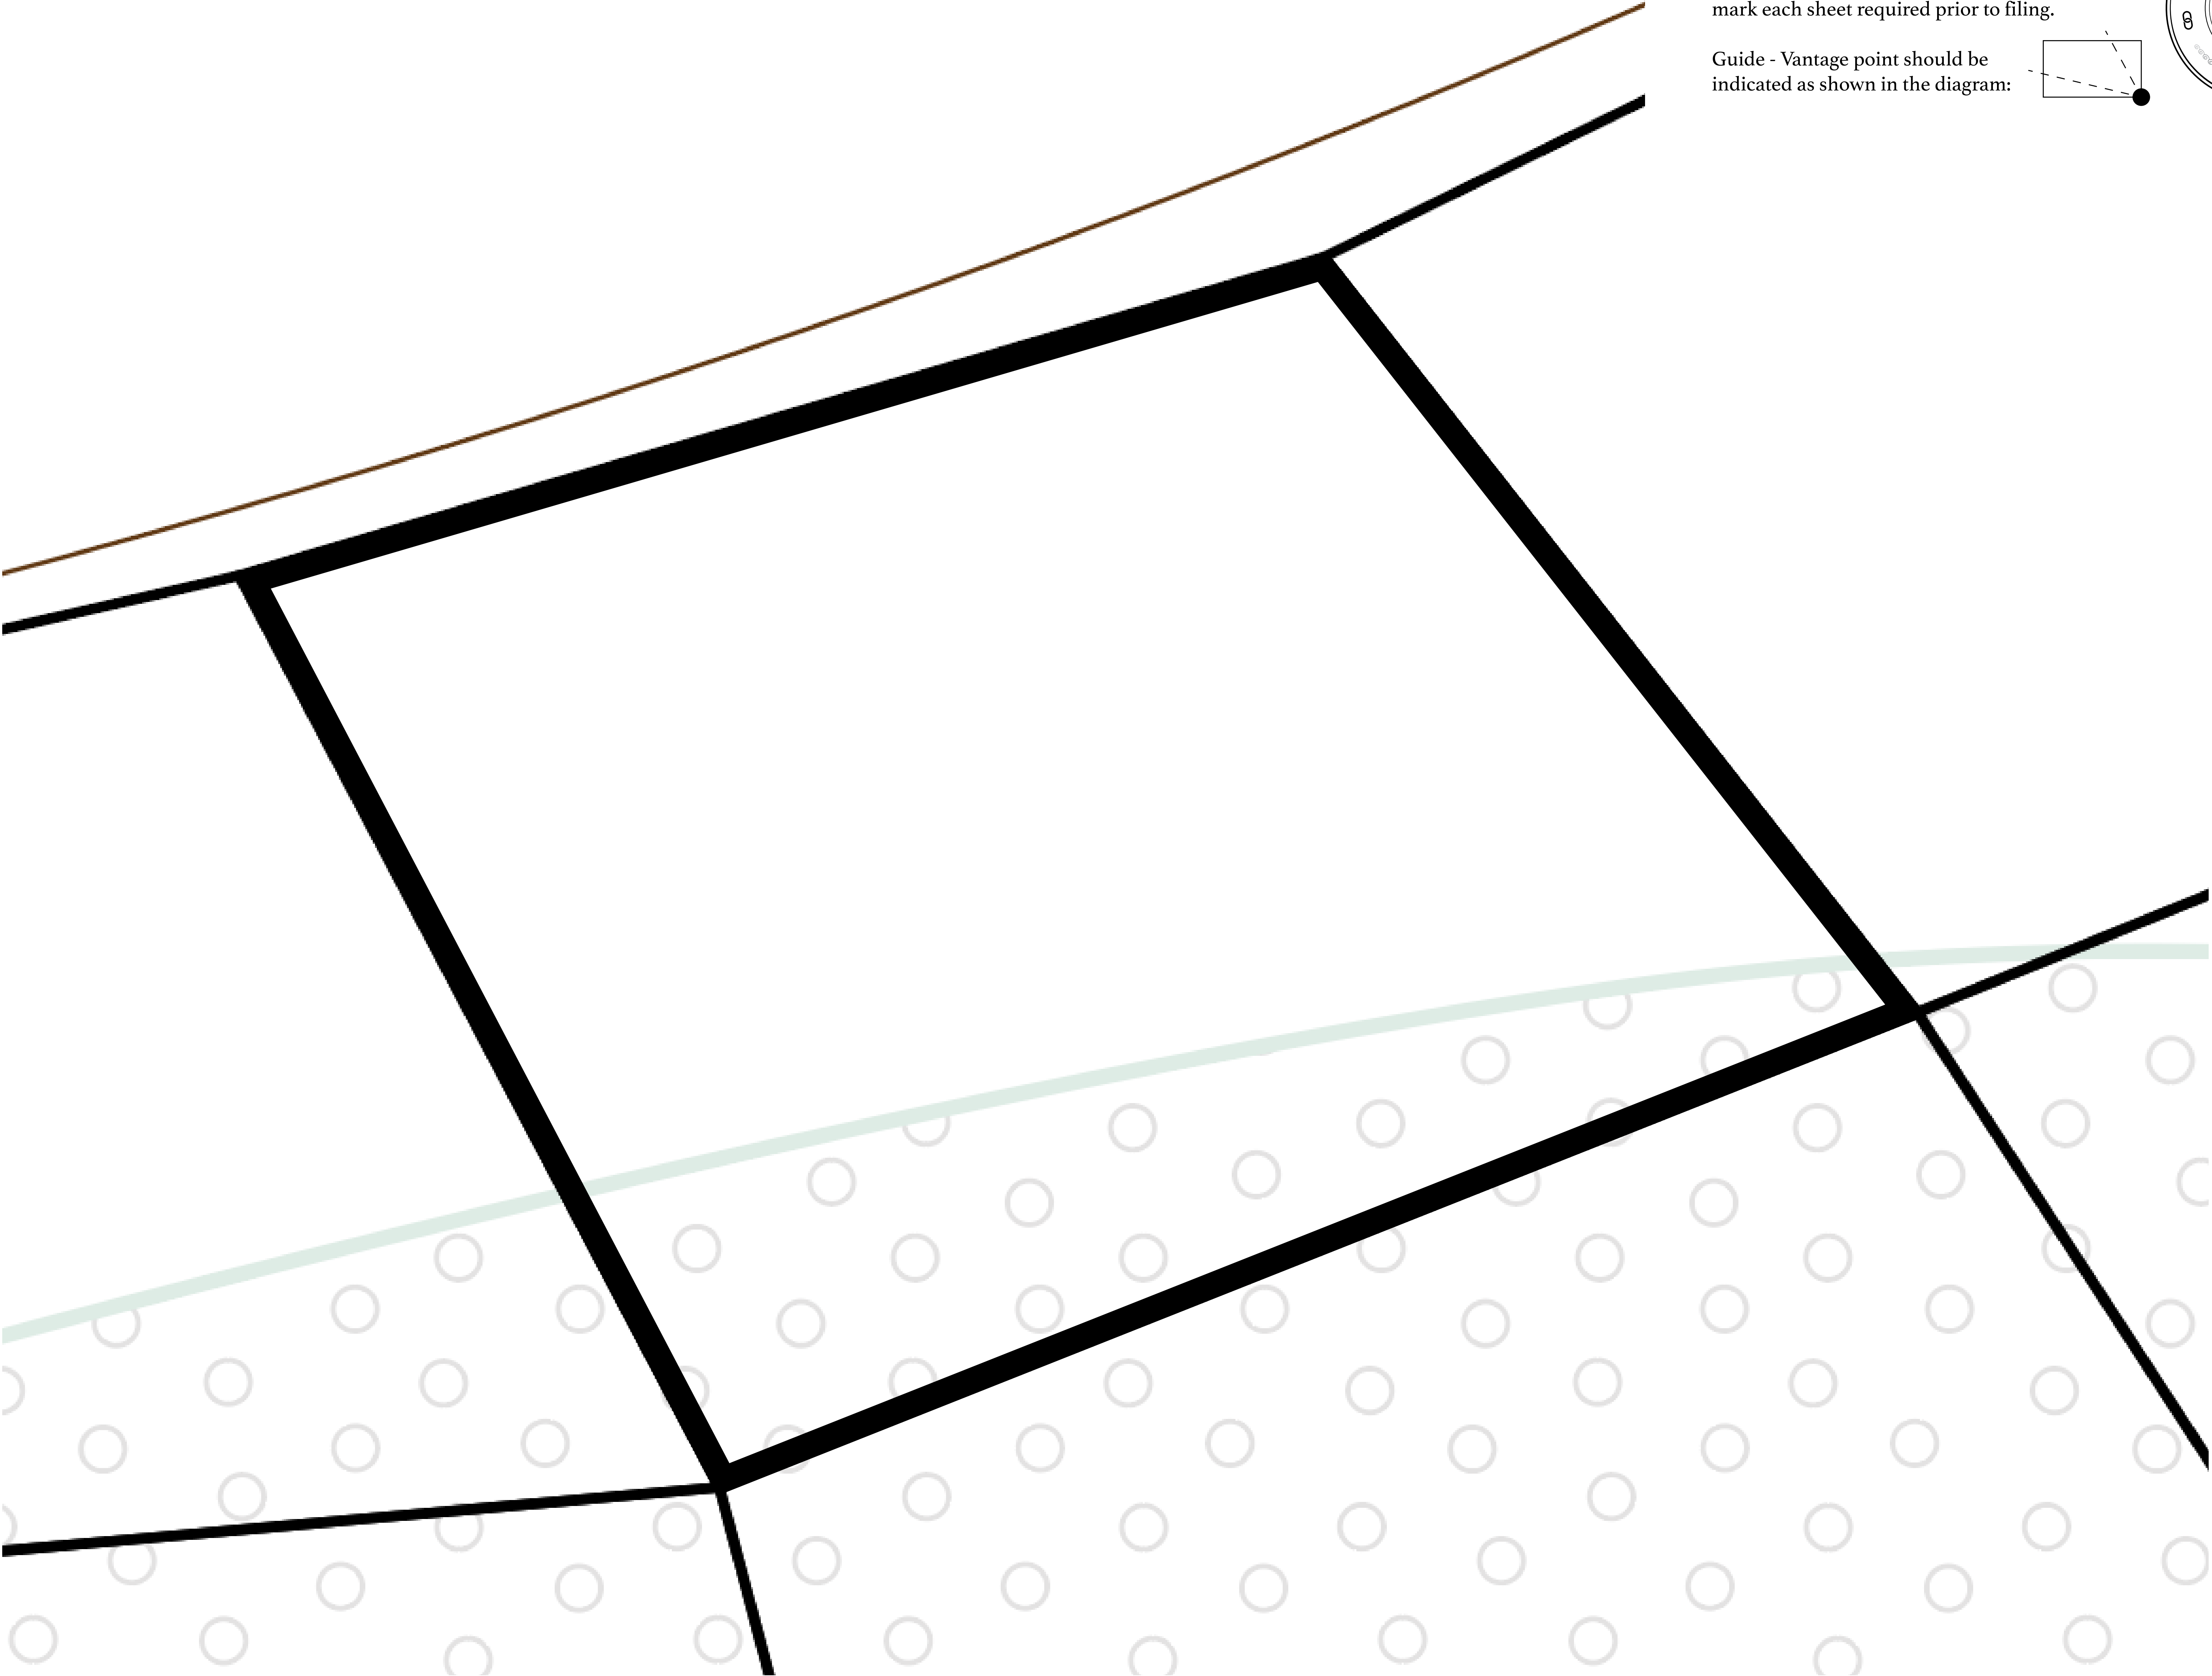 mark each sheet required prior to filing.
Guide - Vantage point should be
indicated as shown in the diagram: